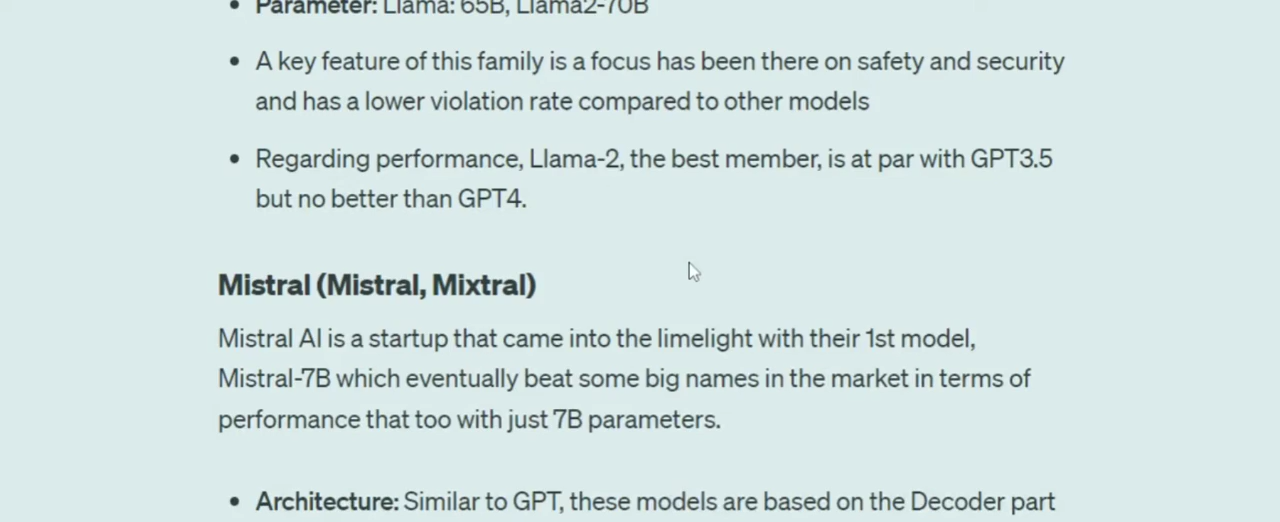 • Parameter: Llama: 65B, Llama2-70B
• A key feature of this family is a focus has been there on safety and security
and has a lower violation rate compared to other models
• Regarding performance, Llama-2, the best member, is at par with GPT3.5
but no better than GPT4.
Mistral (Mistral, Mixtral)
Mistral AI is a startup that came into the limelight with their 1st model,
Mistral-7B which eventually beat some big names in the market in terms of
performance that too with just 7B parameters.
• Architecture: Similar to GPT, these models are based on the Decoder part